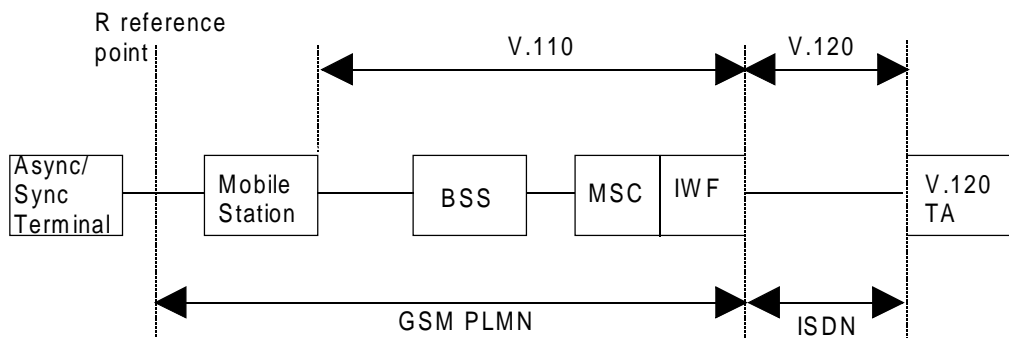 R reference
point
V.110
V.120
Async/
Sync
Terminal
Mobile
Station
BSS
MSC
IWF
V.120
TA
GSM PLMN
ISDN